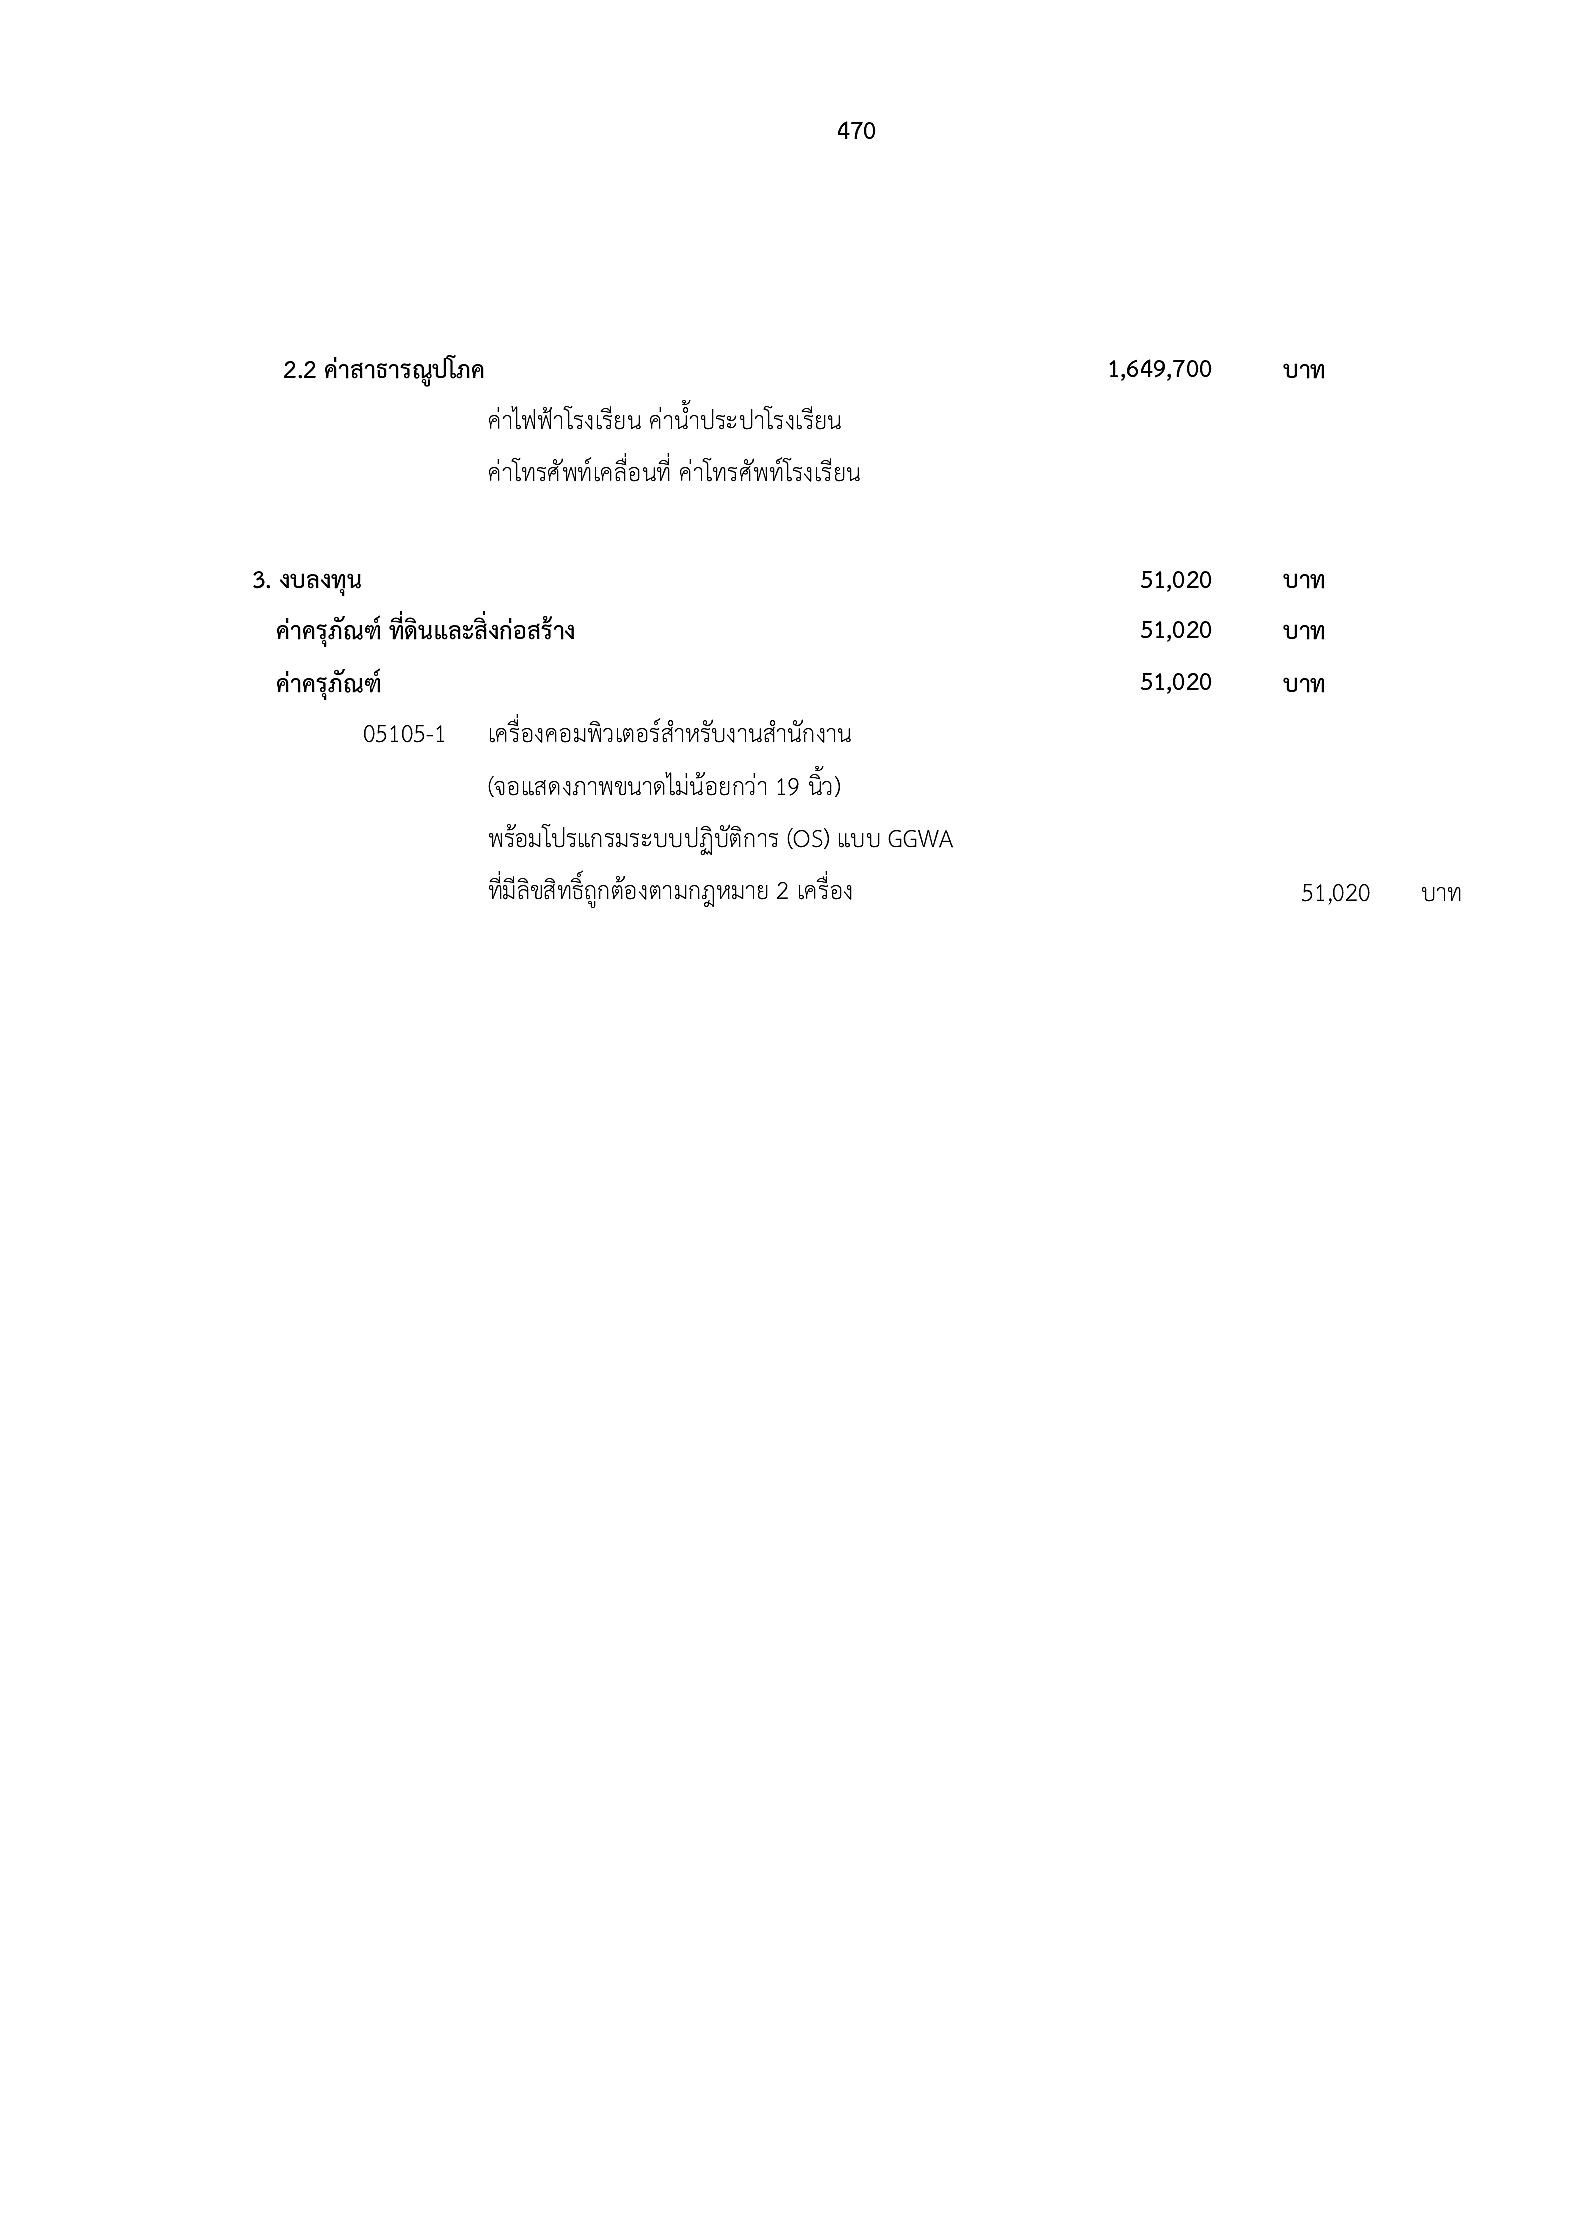 470
2.2 ค่าสาธารณูปโภค 1,649,700 บาท
ค่าไฟฟ้าโรงเรียน ค่าน้ำประปาโรงเรียน
ค่าโทรศัพท์เคลื่อนที่ ค่าโทรศัพท์โรงเรียน
3. งบลงทุน 51,020 บาท
ค่าครุภัณฑ์ ที่ดินและสิ่งก่อสร้าง 51,020 บาท
ค่าครุภัณฑ์ 51,020 บาท
05105-1 เครื่องคอมพิวเตอร์สำหรับงานสำนักงาน
(จอแสดงภาพขนาดไม่น้อยกว่า 19 นิ้ว)
พร้อมโปรแกรมระบบปฏิบัติการ (OS) แบบ GGWA
ที่มีลิขสิทธิ์ถูกต้องตามกฎหมาย 2 เครื่อง 51,020 บาท